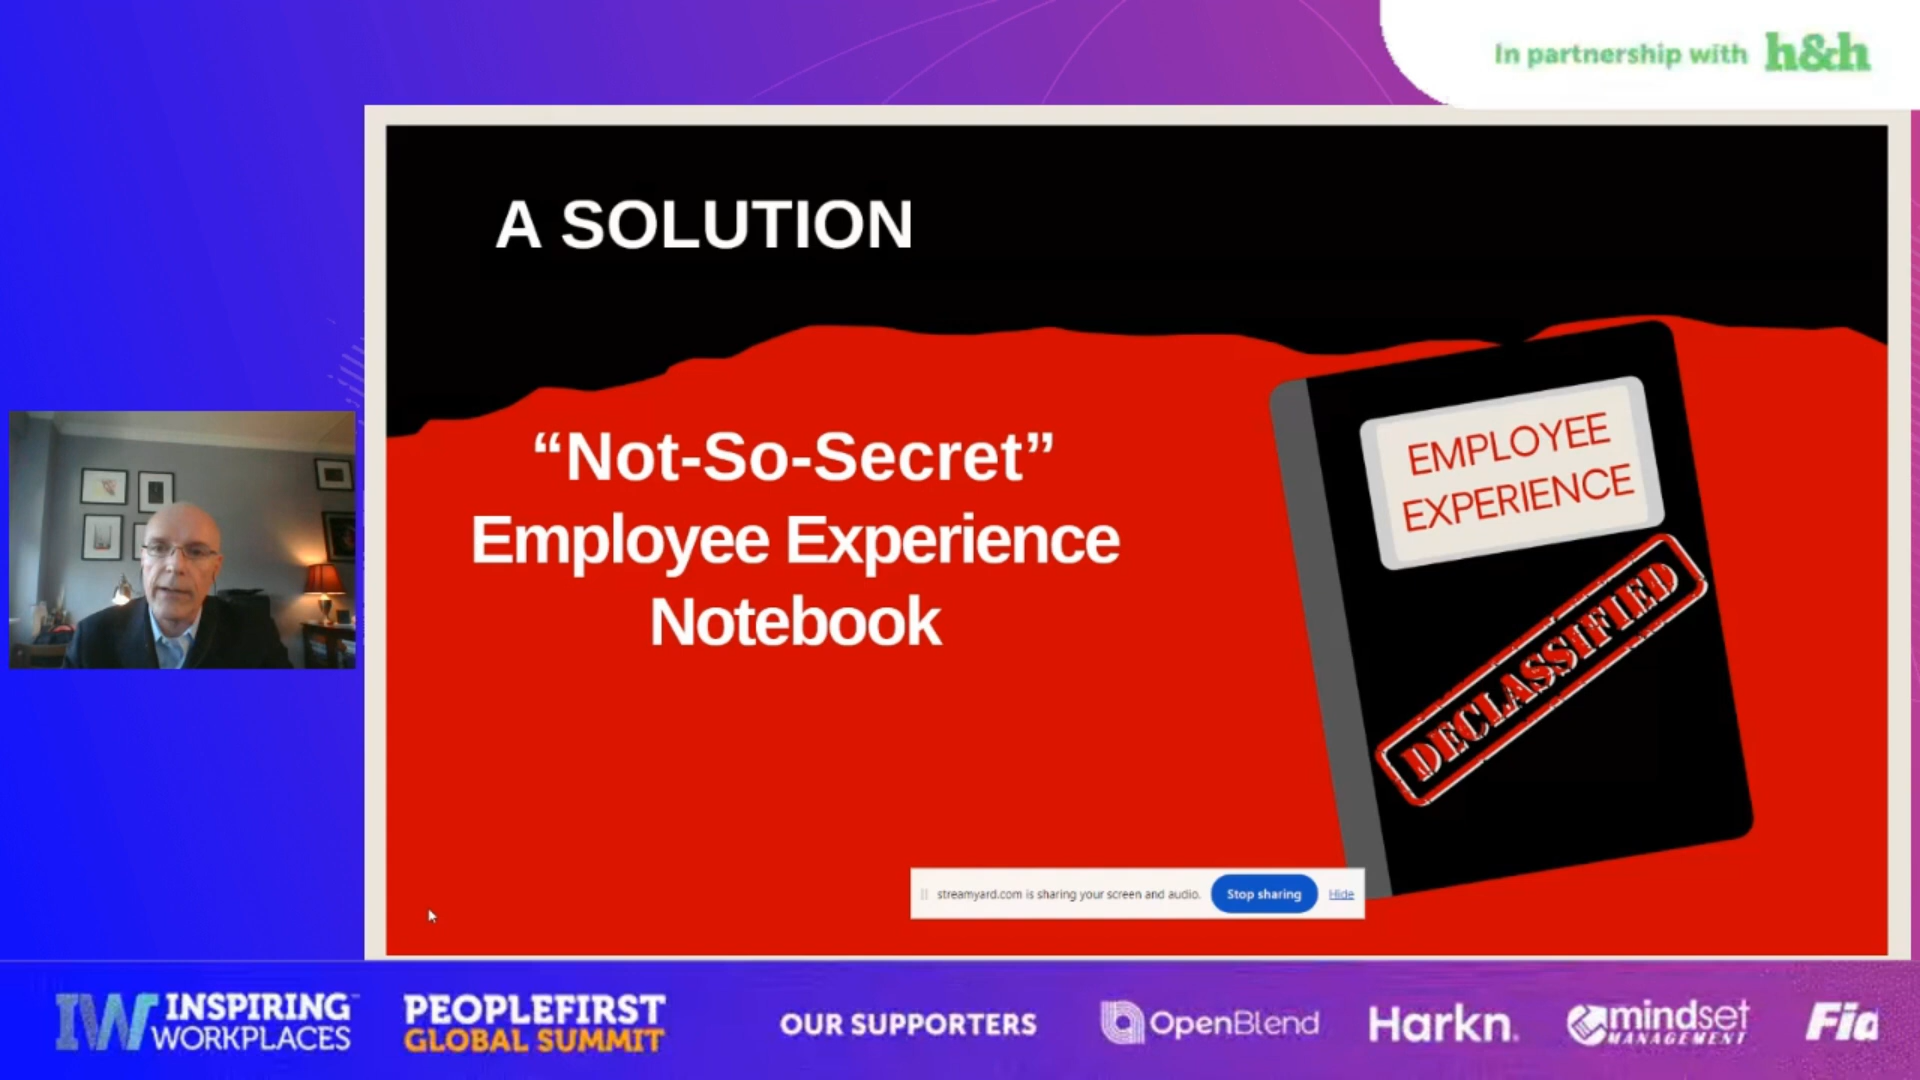 In partnership with h&h
A SOLUTION
“Not-So-Secret”
Employee Experience
Notebook
EMPLOYEE
EXPERIENCE
DECLASSIFIED
streamyard.com is sharing your screen and audio. Stop sharing Hide
IW INSPIRING
WORKPLACES
PEOPLEFIRST
GLOBAL SUMMIT
OUR SUPPORTERS
OpenBlend
Harkn.
mindset
MANAGEMENT